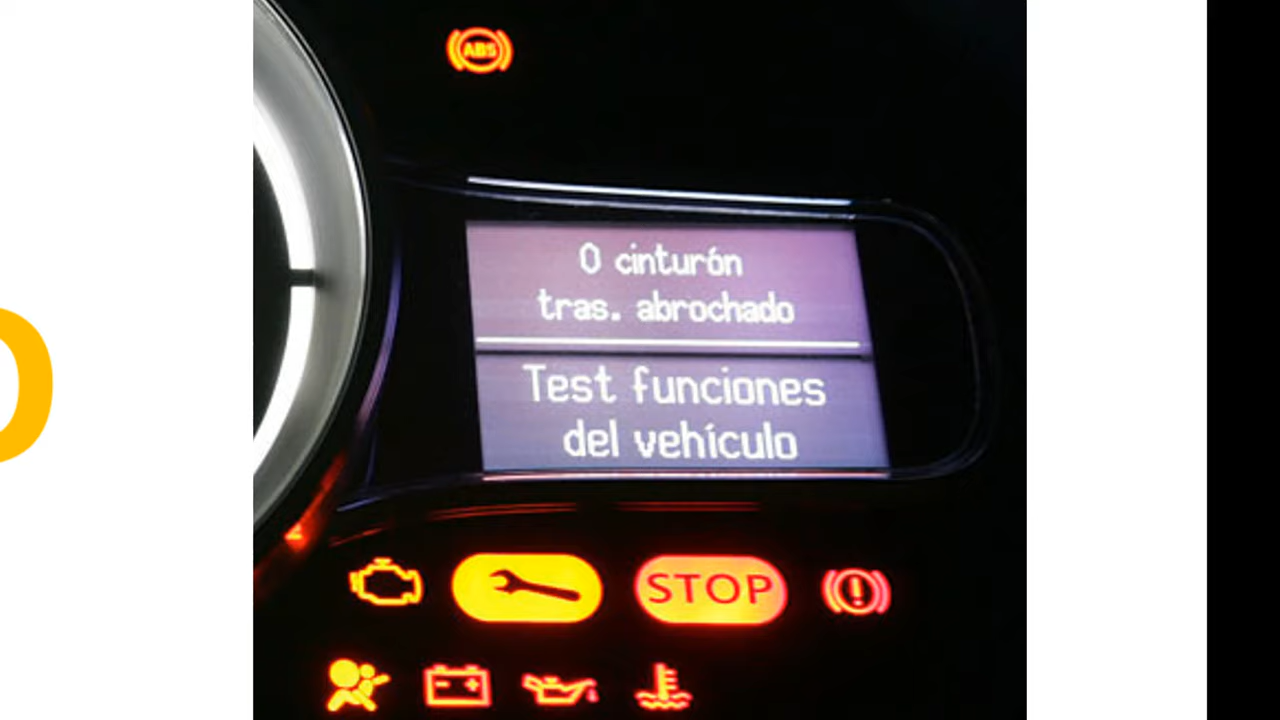 ABS
0 cinturón
tras. abrochado
Test funciones
del vehículo
STOP